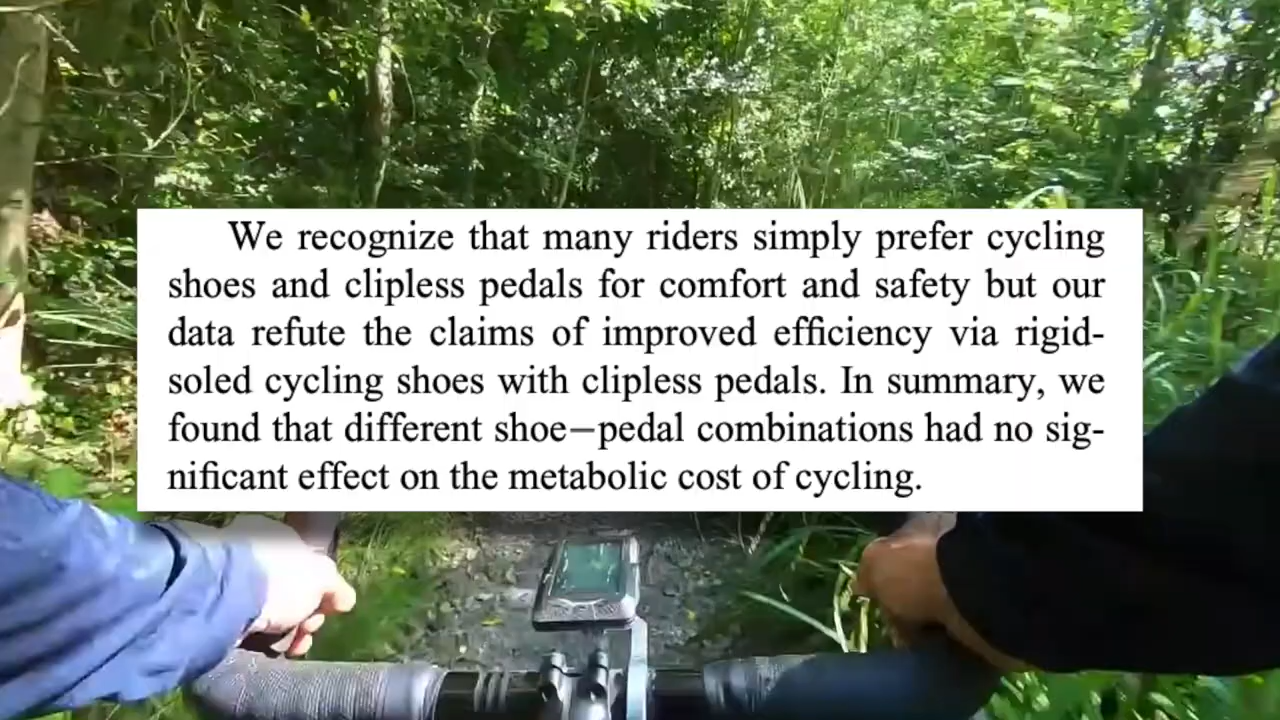 We recognize that many riders simply prefer cycling
shoes and clipless pedals for comfort and safety but our
data refute the claims of improved efficiency via rigid-
soled cycling shoes with clipless pedals. In summary, we
found that different shoe–pedal combinations had no sig-
nificant effect on the metabolic cost of cycling.